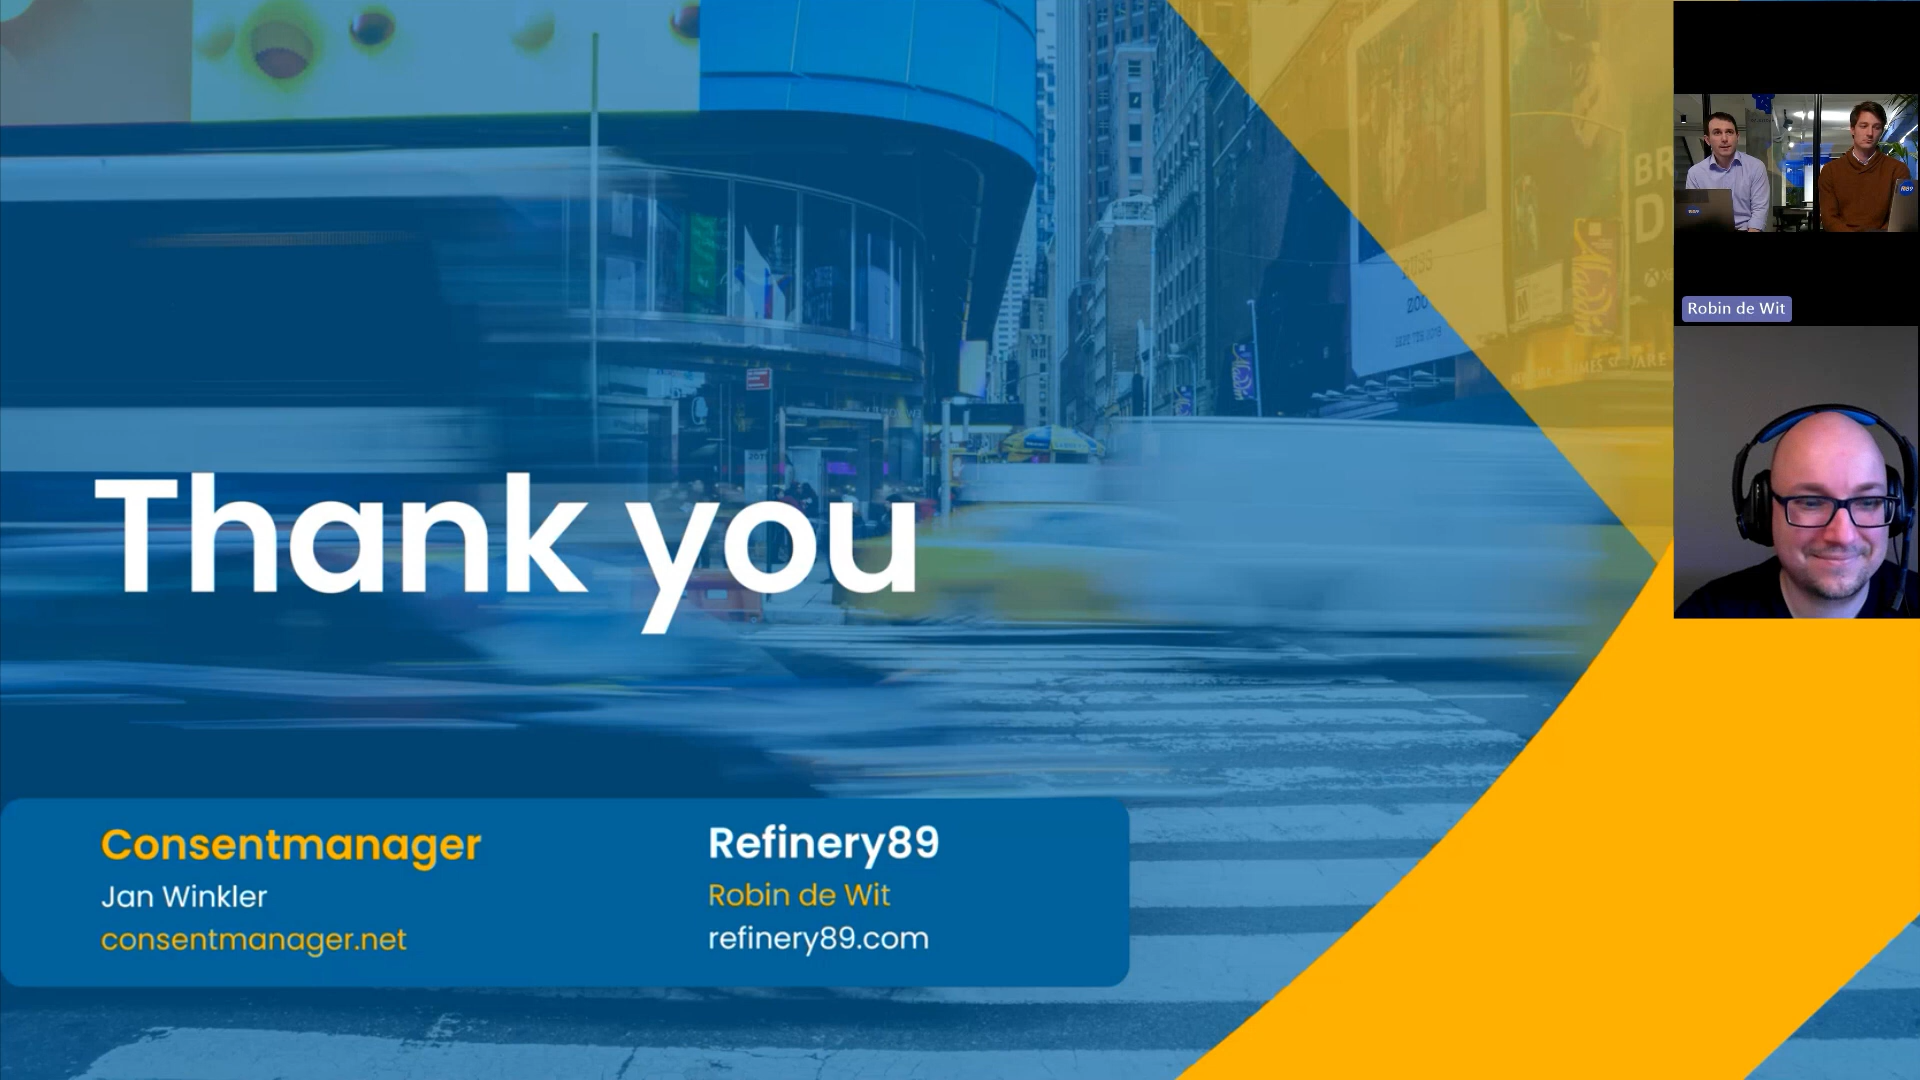 Thank you
Consentmanager
Jan Winkler
consentmanager.net
Refinery89
Robin de Wit
refinery89.com
Robin de Wit